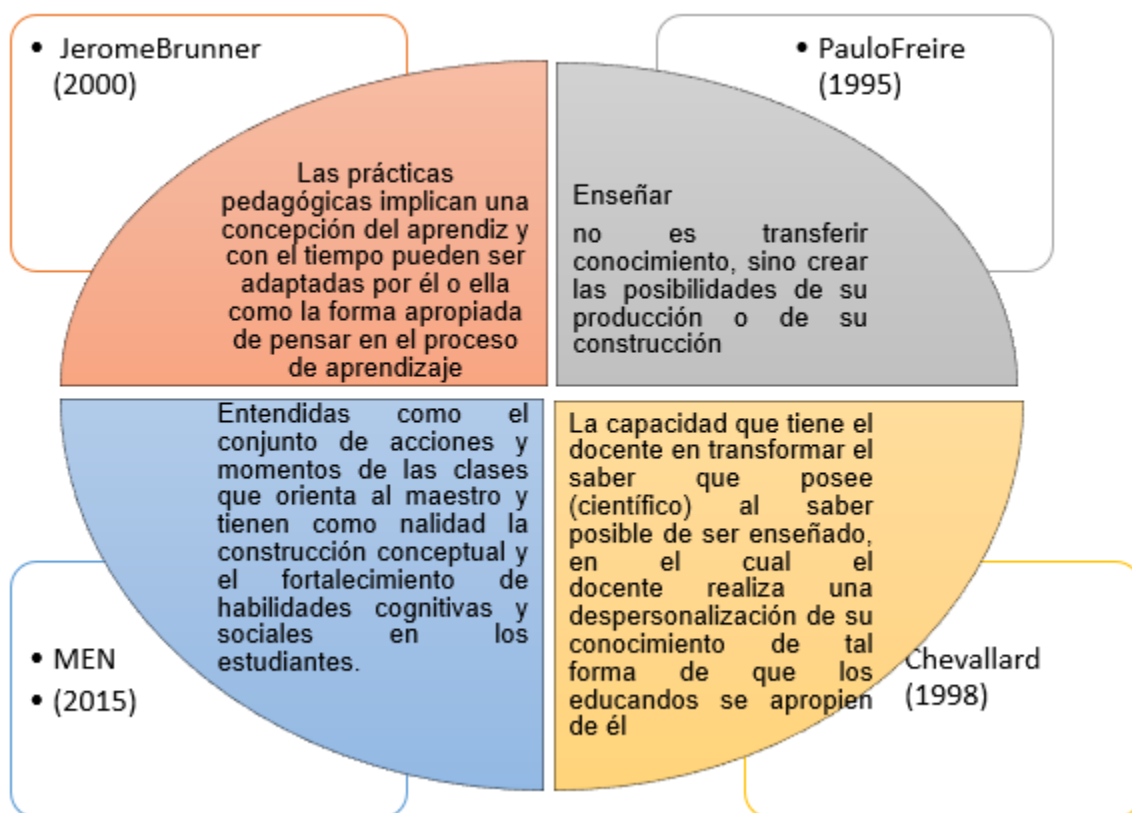 • JeromeBrunner
(2000)
Las prácticas
pedagógicas implican una
concepción del aprendiz y
con el tiempo pueden ser
adaptadas por él o ella
como la forma apropiada
de pensar en el proceso
de aprendizaje
• PauloFreire
(1995)
Enseñar
no es transferir
conocimiento, sino crear
las posibilidades de su
producción o de su
construcción
Entendidas como el
conjunto de acciones y
momentos de las clases
que orienta al maestro y
tienen como nalidad la
construcción conceptual y
el fortalecimiento de
habilidades cognitivas y
sociales en los
estudiantes.
• MEN
• (2015)
La capacidad que tiene el
docente en transformar el
saber que posee
(científico) al saber
posible de ser enseñado,
en el cual el
docente realiza una
despersonalización de su
conocimiento de tal
forma de que los
educandos se apropien
de él
Chevallard
(1998)